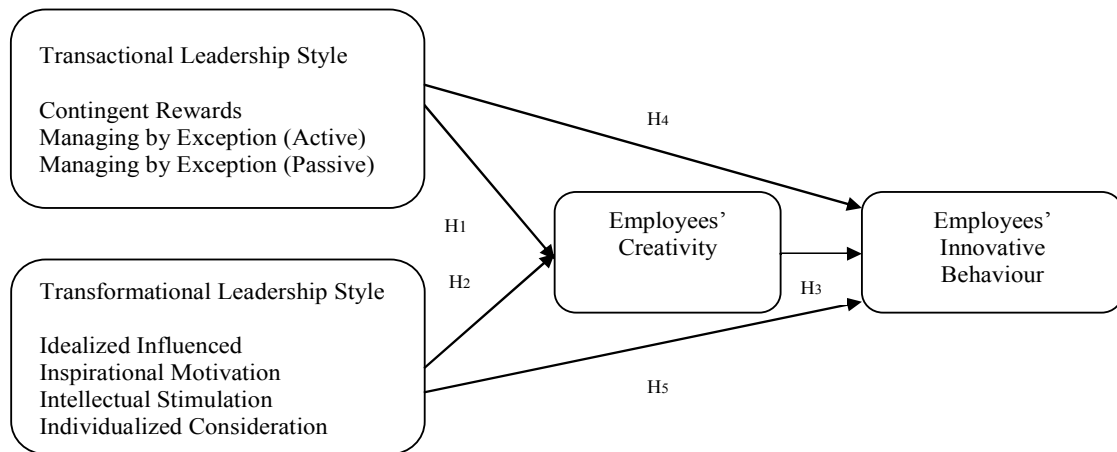 Transactional Leadership Style
Contingent Rewards
Managing by Exception (Active)
Managing by Exception (Passive)
H4
Employees’
Creativity
Employees’
Innovative
Behaviour
H1
Transformational Leadership Style
H2
H3
Idealized Influenced
Inspirational Motivation
Intellectual Stimulation
Individualized Consideration
H5